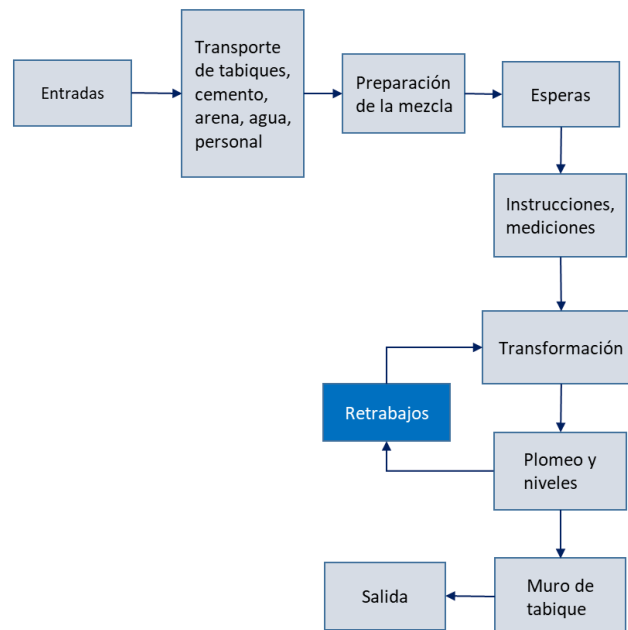 Entradas
Transporte
de tabiques,
cemento,
arena, agua,
personal
Preparación
de la mezcla
Esperas
Instrucciones,
mediciones
Transformación
Retrabajos
Plomeo y
niveles
Muro de
tabique
Salida